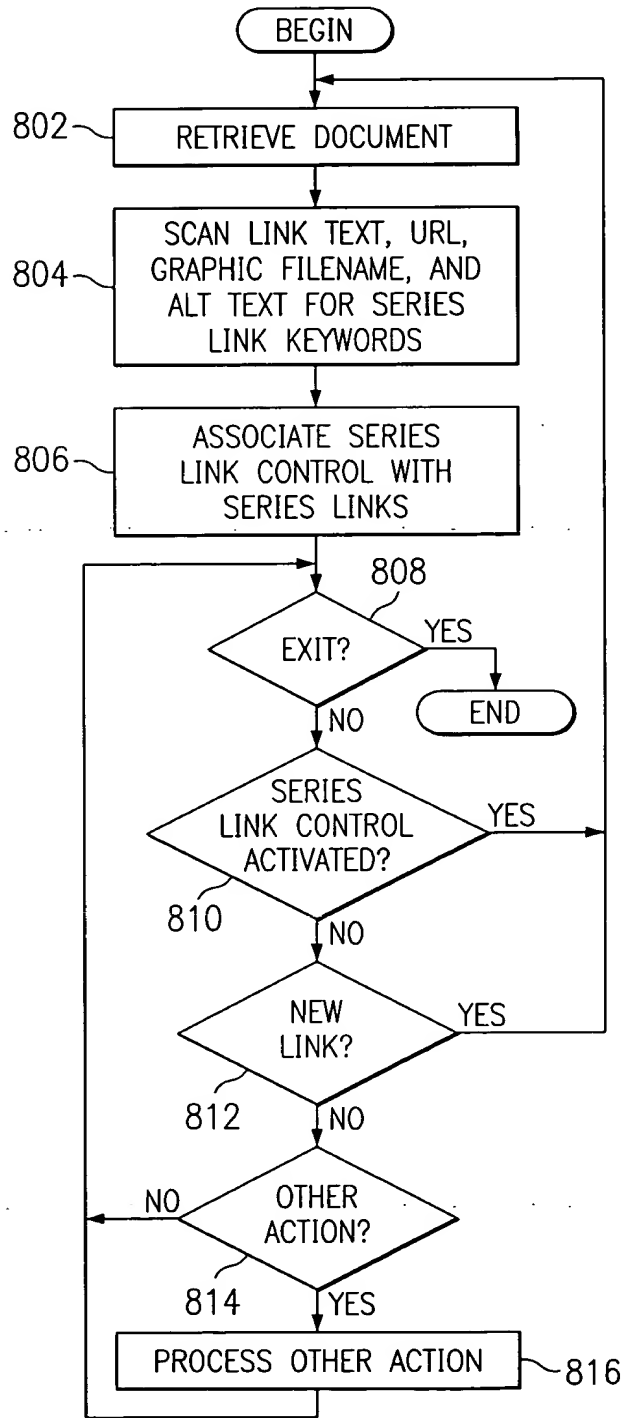 BEGIN
802
RETRIEVE DOCUMENT
804
SCAN LINK TEXT, URL,
GRAPHIC FILENAME, AND
ALT TEXT FOR SERIES
LINK KEYWORDS
806
ASSOCIATE SERIES
LINK CONTROL WITH
SERIES LINKS
808
EXIT?
YES
END
NO
SERIES
LINK CONTROL
ACTIVATED?
YES
810
NO
NEW
LINK?
YES
812
NO
OTHER
ACTION?
NO
814
YES
PROCESS OTHER ACTION
816